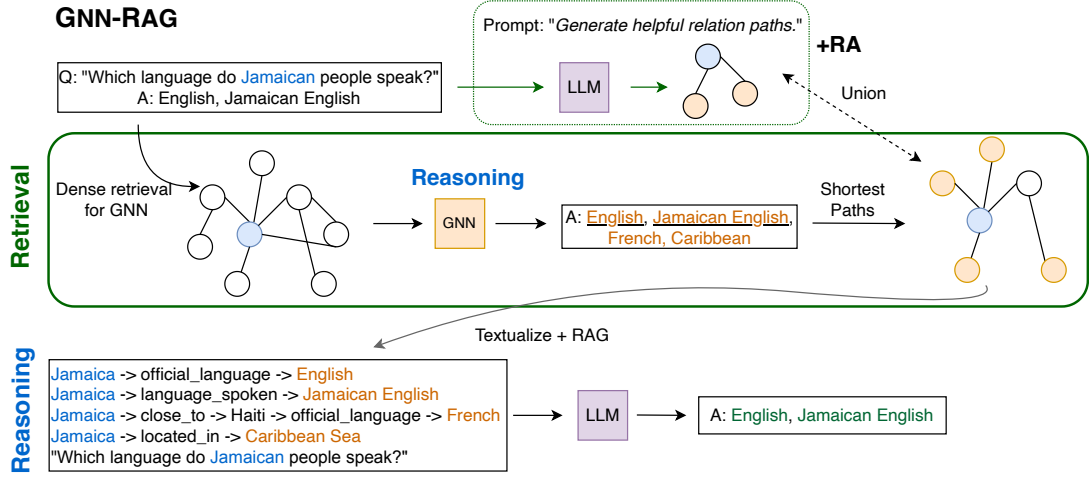 GNN-RAG
Prompt: "Generate helpful relation paths."
+RA
Q: "Which language do Jamaican people speak?"
A: English, Jamaican English
LLM
Union
Retrieval
Dense retrieval
for GNN
Reasoning
GNN
A: English, Jamaican English,
French, Caribbean
Shortest
Paths
Textualize + RAG
Reasoning
Jamaica -> official_language -> English
Jamaica -> language_spoken -> Jamaican English
Jamaica -> close_to -> Haiti -> official_language -> French
Jamaica -> located_in -> Caribbean Sea
"Which language do Jamaican people speak?"
LLM
A: English, Jamaican English